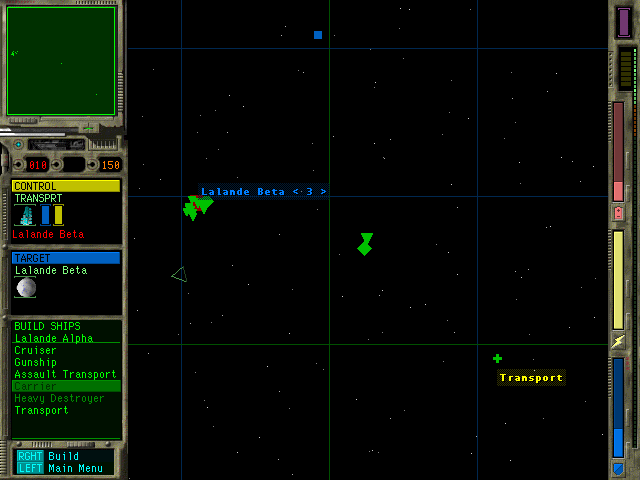 010 150
CONTROL
TRANSPRT
Lalande Beta
TARGET
Lalande Beta
BUILD SHIPS
Lalande Alpha
Cruiser
Gunship
Assault Transport
Carrier
Heavy Destroyer
Transport
RGHT Build
LEFT Main Menu
Lalande Beta < 3 >
Transport